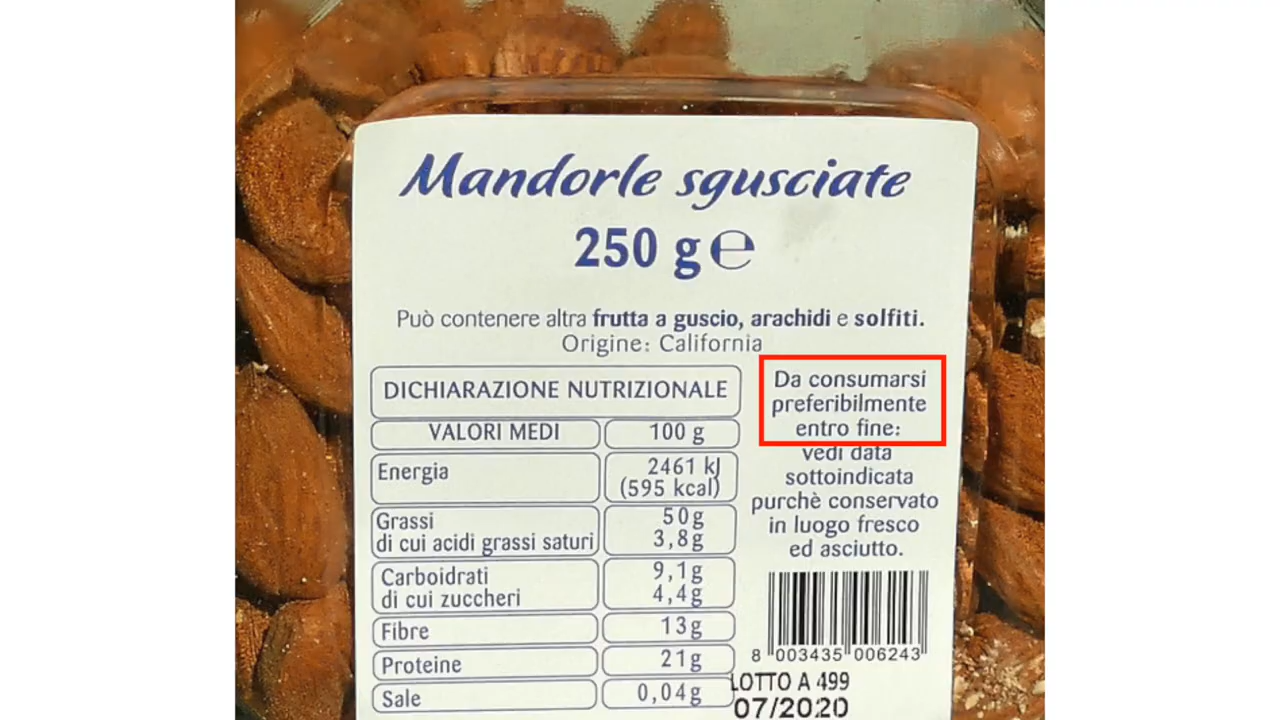 Mandorle sgusciate
250 g ℮
Può contenere altra frutta a guscio, arachidi e solfiti.
Origine: California
DICHIARAZIONE NUTRIZIONALE
VALORI MEDI 100 g
Energia 2461 kJ
(595 kcal)
Grassi 50g
di cui acidi grassi saturi 3,8g
Carboidrati 9,1g
di cui zuccheri 4,4g
Fibre 13g
Proteine 21g
Sale 0,04g
Da consumarsi
preferibilmente
entro fine:
vedi data
sottoindicata
purchè conservato
in luogo fresco
ed asciutto.
8 003435 006243
LOTTO A 499
07/2020